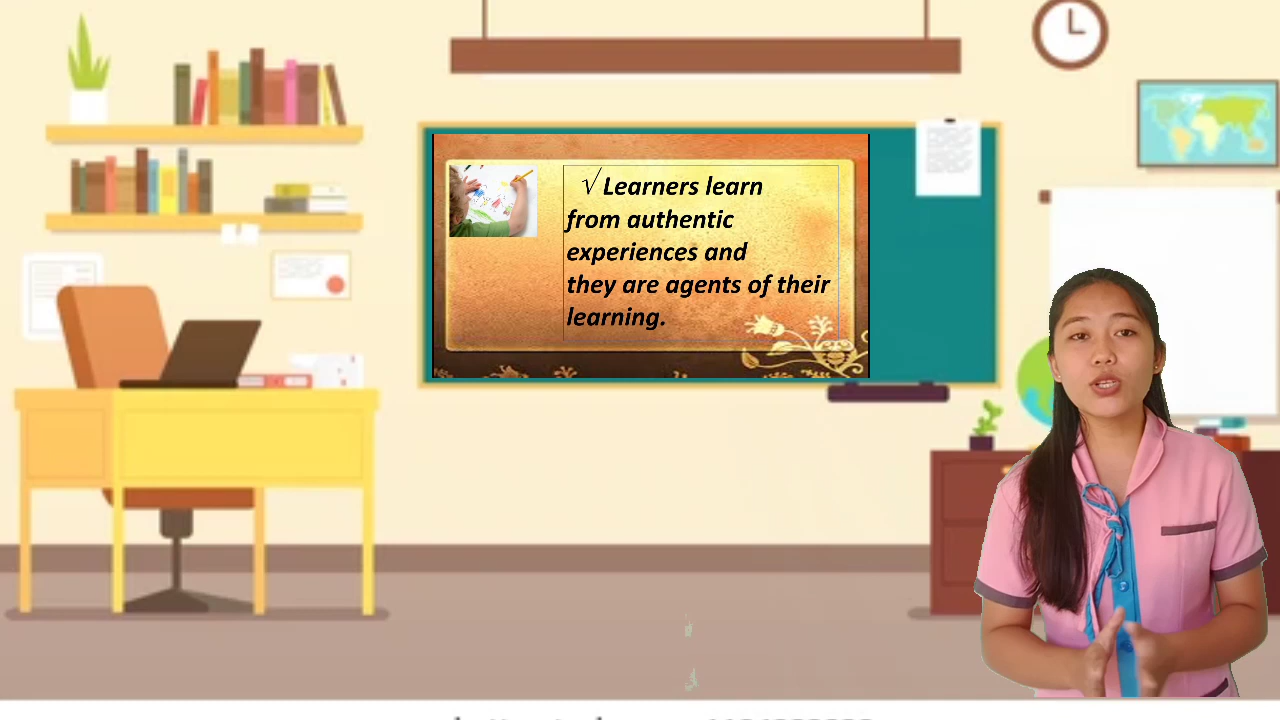 √ Learners learn
from authentic
experiences and
they are agents of their
learning.